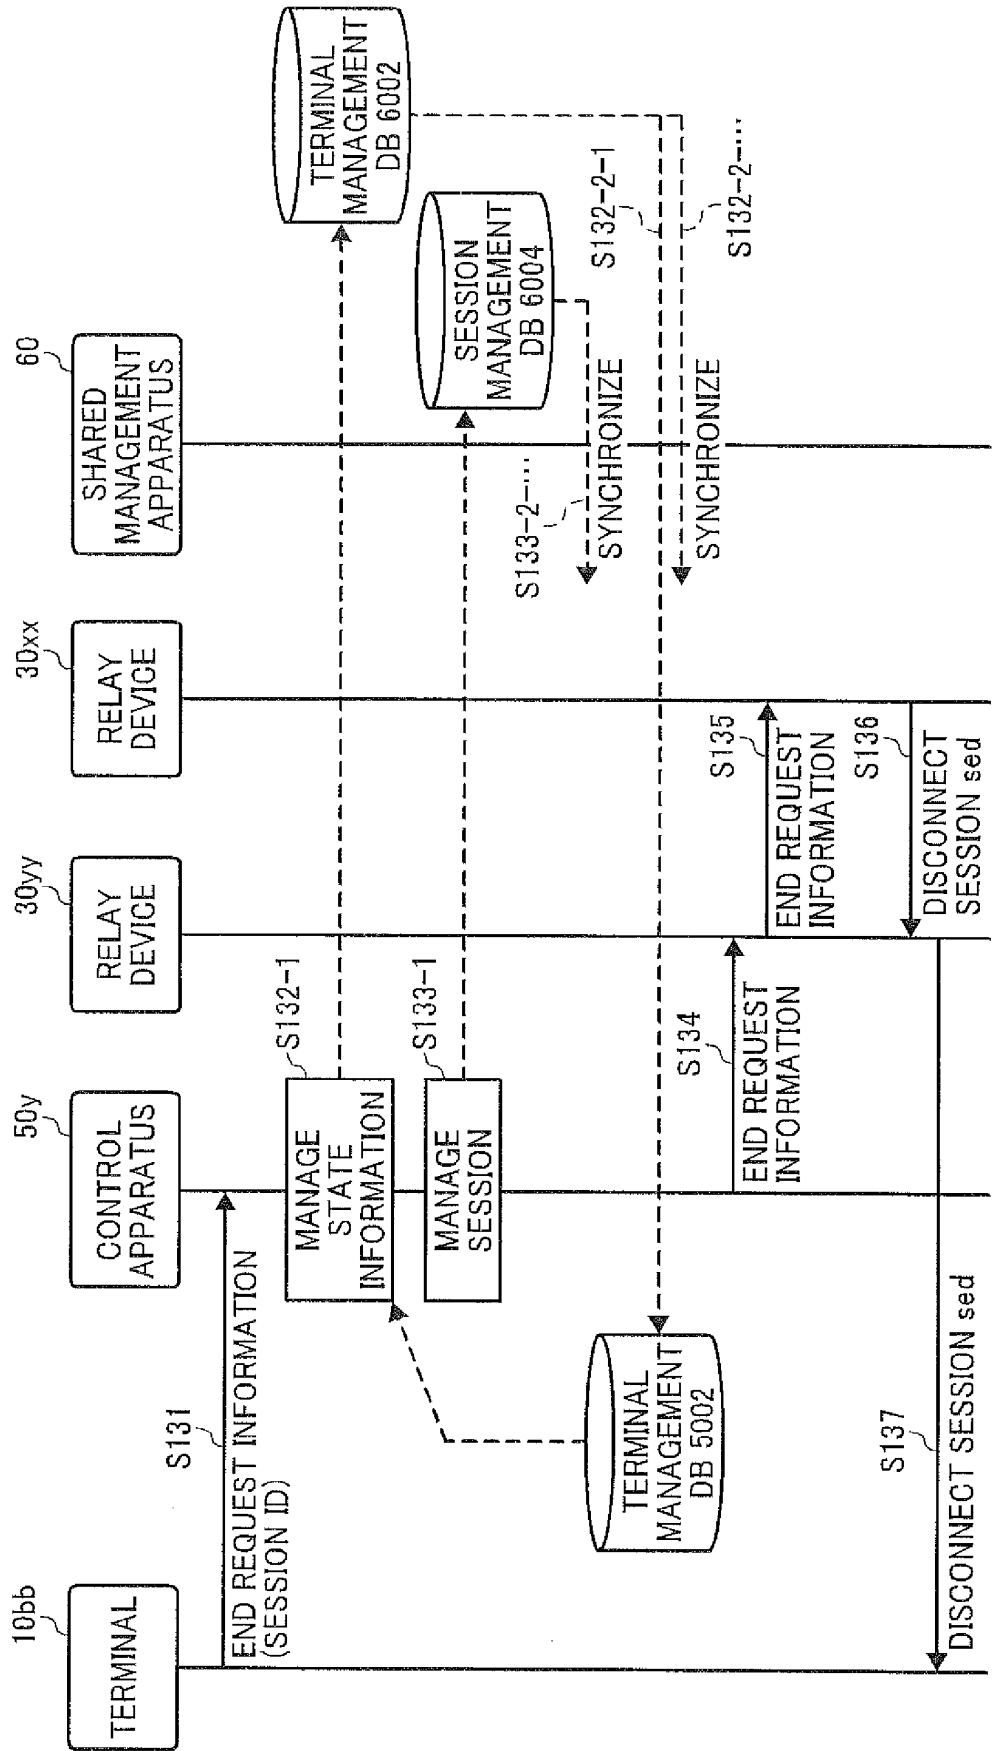 10bb
TERMINAL
50y
CONTROL
APPARATUS
30yy
RELAY
DEVICE
30xx
RELAY
DEVICE
60
SHARED
MANAGEMENT
APPARATUS
S131
END REQUEST INFORMATION
(SESSION ID)
S132-1
MANAGE
STATE
INFORMATION
TERMINAL
MANAGEMENT
DB 6002
S133-1
MANAGE
SESSION
SESSION
MANAGEMENT
DB 6004
S133-2-...
SYNCHRONIZE
S132-2-1
TERMINAL
MANAGEMENT
DB 5002
SYNCHRONIZE
S132-2-...
S134
END REQUEST
INFORMATION
S135
END REQUEST
INFORMATION
S136
DISCONNECT
SESSION sed
S137
DISCONNECT SESSION sed